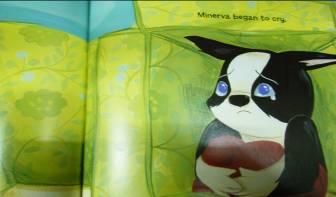 Minerva began to cry.